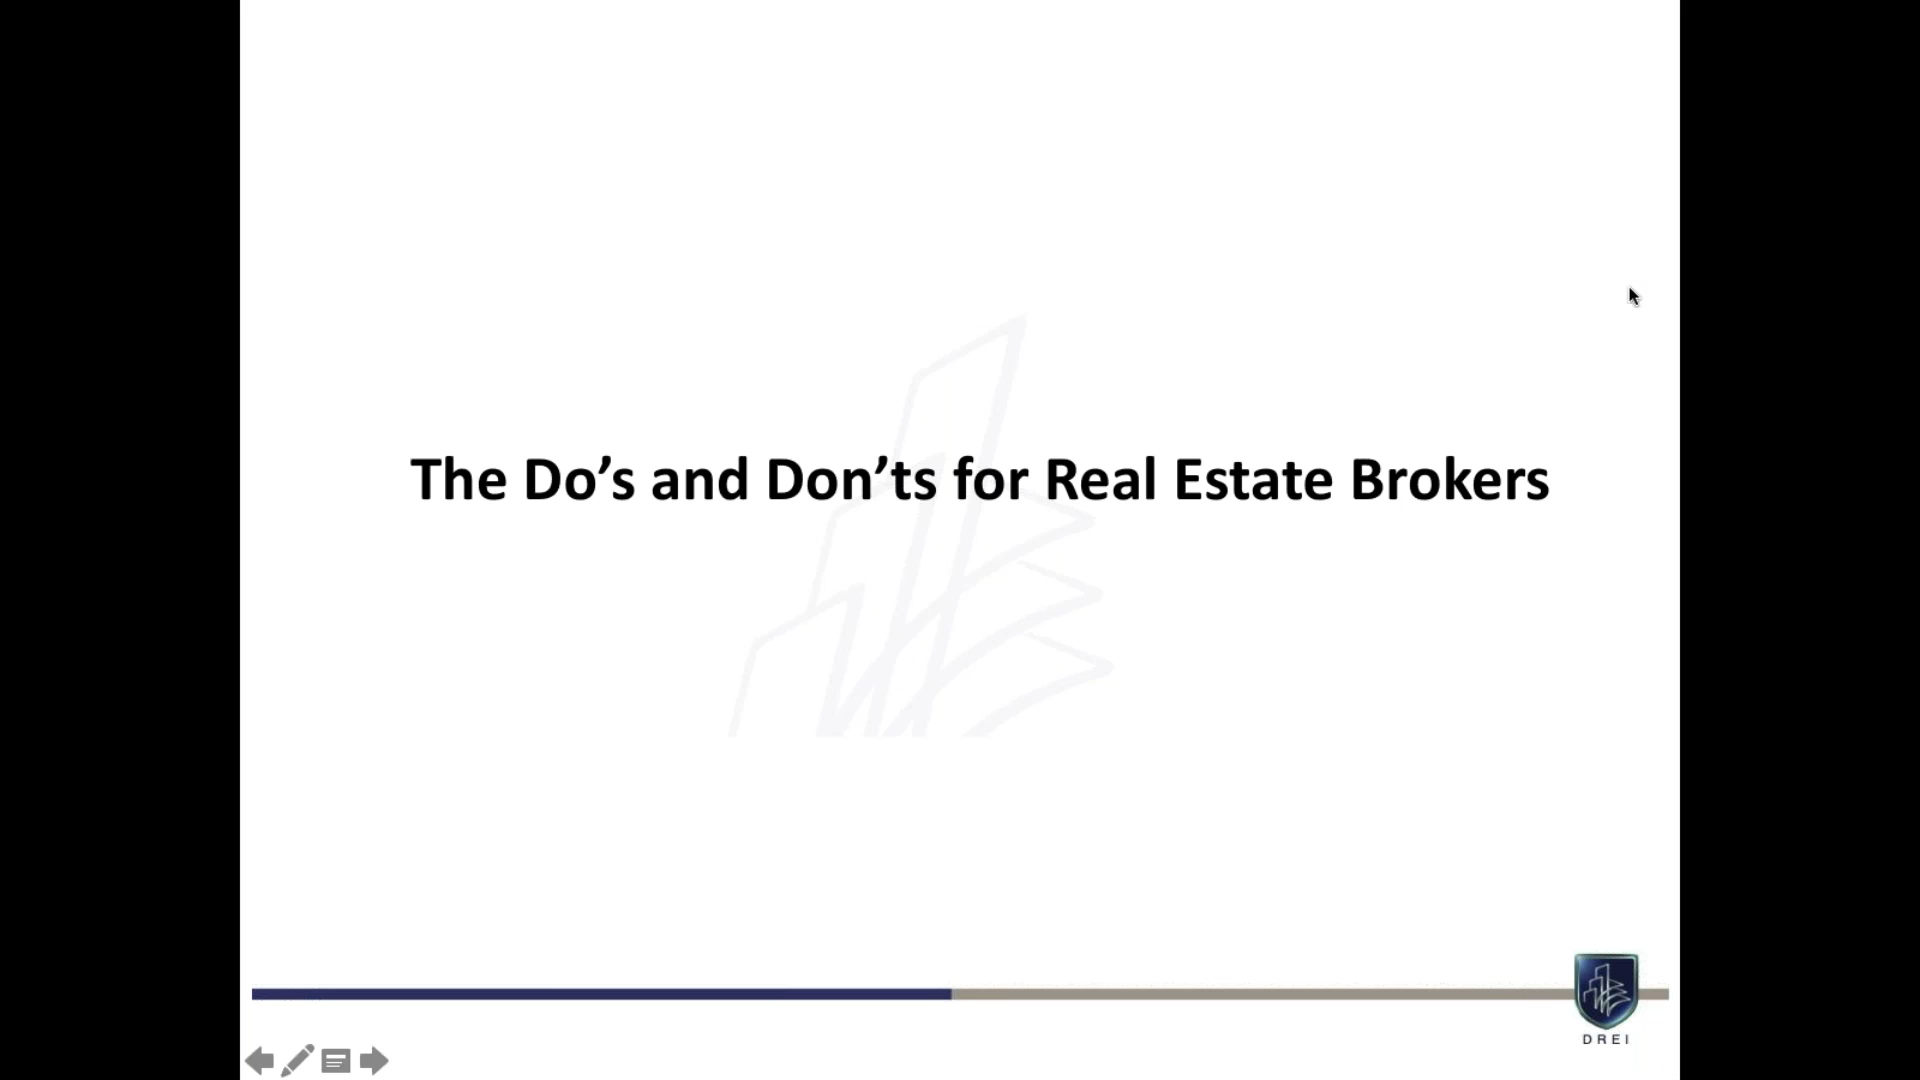 The Do’s and Don’ts for Real Estate Brokers
DREI